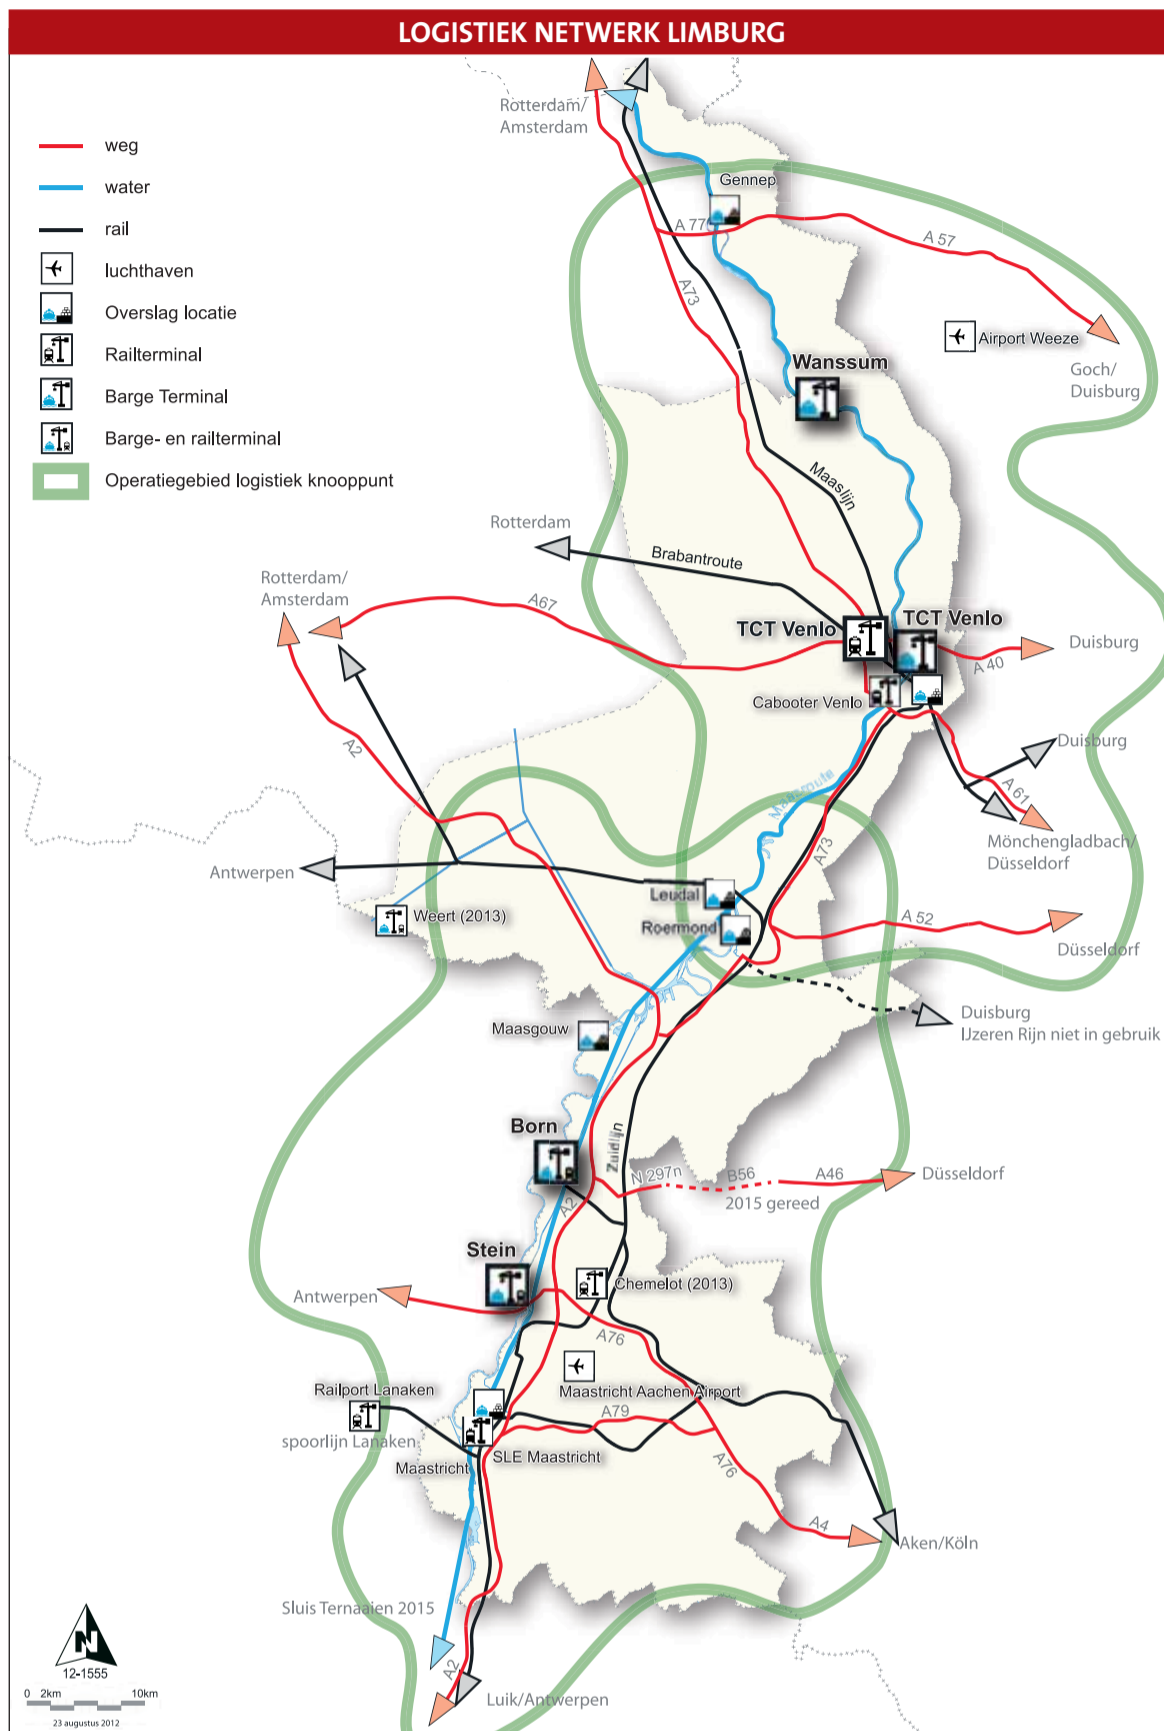 LOGISTIEK NETWERK LIMBURG
weg
water
rail
luchthaven
Overslag locatie
Railterminal
Barge Terminal
Barge- en railterminal
Operatiegebied logistiek knooppunt
Rotterdam/
Amsterdam
Gennep
A 77
A 57
A73
Airport Weeze
Goch/
Duisburg
Wanssum
Maaslijn
Rotterdam
Brabantroute
Rotterdam/
Amsterdam
A67
TCT Venlo
TCT Venlo
Duisburg
A 40
Cabooter Venlo
A2
Duisburg
A 61
Maasroute
Mönchengladbach/
Düsseldorf
A73
Antwerpen
Leudal
Weert (2013)
Roermond
A 52
Düsseldorf
Duisburg
IJzeren Rijn niet in gebruik
Maasgouw
Born
Zuidlijn
N 297n
B56
A46
Düsseldorf
2015 gereed
A2
Stein
Chemelot (2013)
Antwerpen
A76
Maastricht Aachen Airport
Railport Lanaken
A79
spoorlijn Lanaken
SLE Maastricht
Maastricht
A76
A4
Aken/Köln
Sluis Ternaaien 2015
A2
Luik/Antwerpen
N
12-1555
0 2km 10km
23 augustus 2012